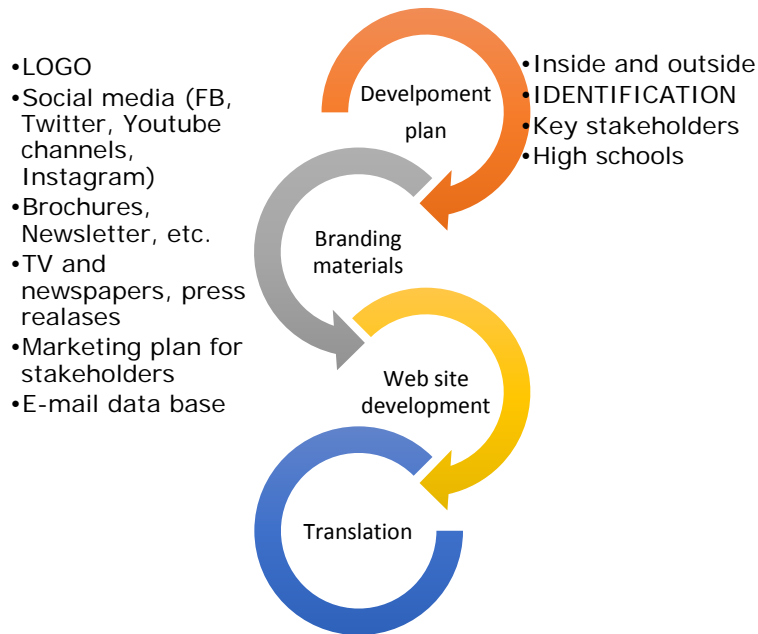 •LOGO
•Social media (FB,
Twitter, Youtube
channels,
Instagram)
•Brochures,
Newsletter, etc.
•TV and
newspapers, press
realases
•Marketing plan for
stakeholders
•E-mail data base
Develpoment
plan
•Inside and outside
•IDENTIFICATION
•Key stakeholders
•High schools
Branding
materials
Web site
development
Translation